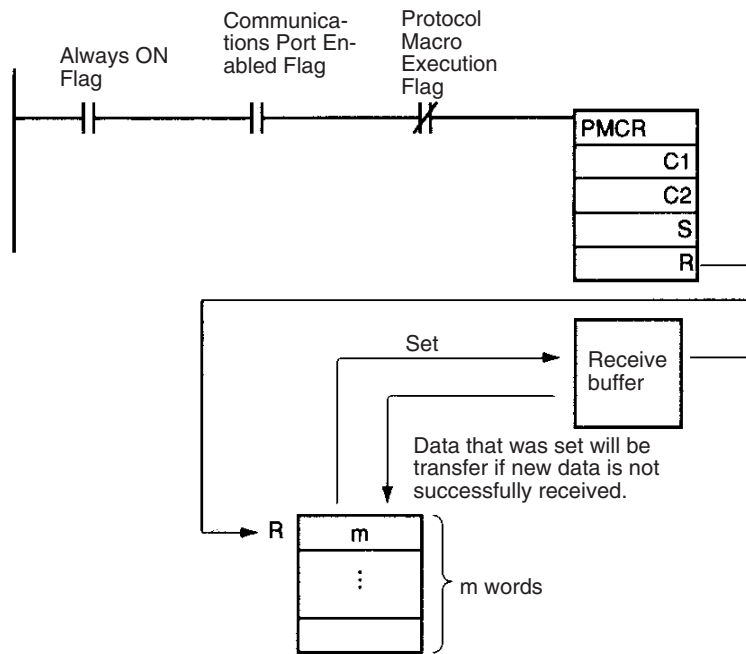 Always ON
Flag
Communica-
tions Port En-
abled Flag
Protocol
Macro
Execution
Flag
PMCR
C1
C2
S
R
Set
Receive
buffer
Data that was set will be
transfer if new data is not
successfully received.
R
m
⋮
m words